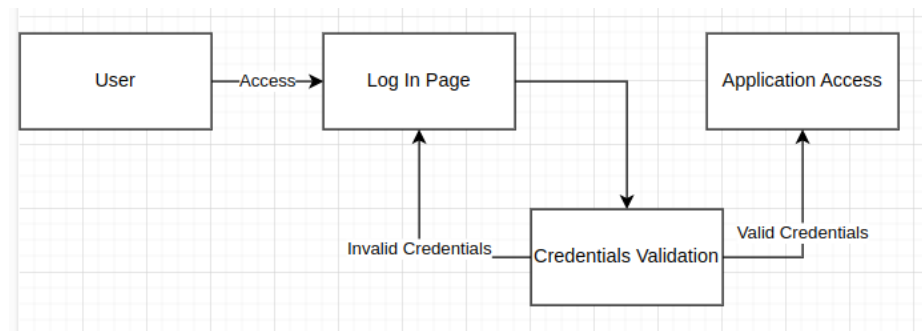 User
Access
Log In Page
Application Access
Invalid Credentials
Credentials Validation
Valid Credentials